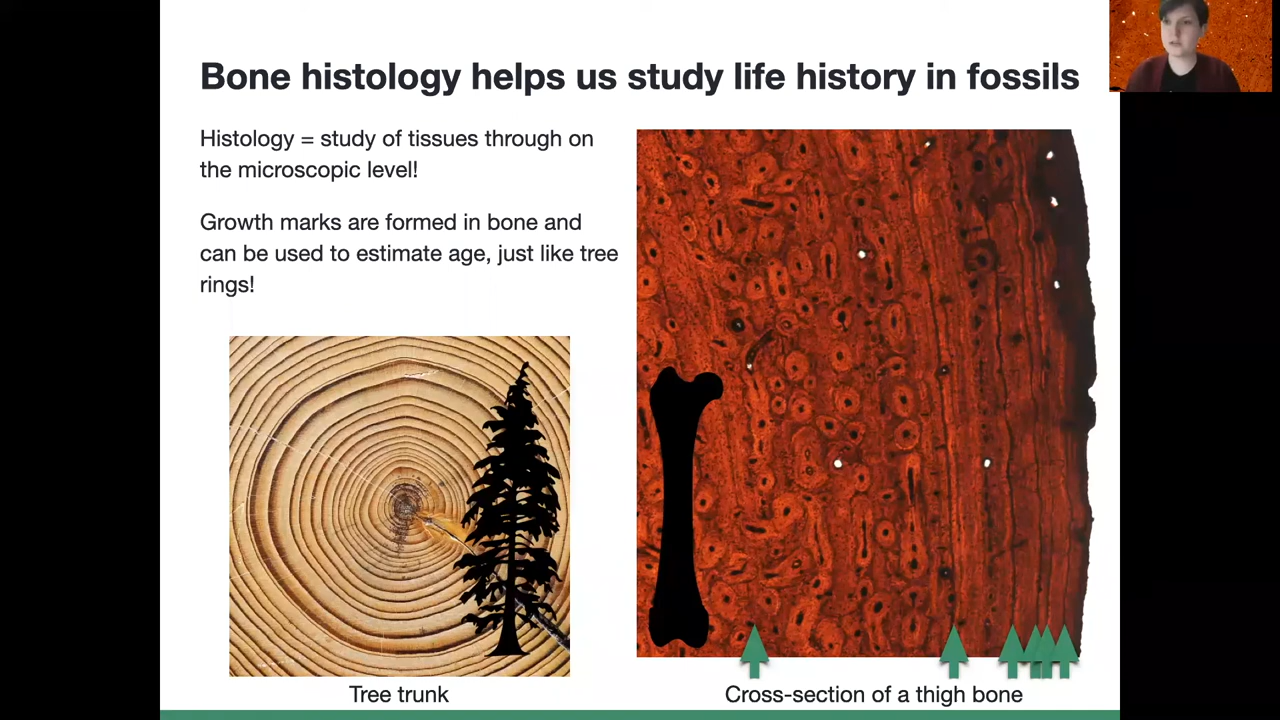 Bone histology helps us study life history in fossils
Histology = study of tissues through on
the microscopic level!
Growth marks are formed in bone and
can be used to estimate age, just like tree
rings!
Tree trunk
Cross-section of a thigh bone